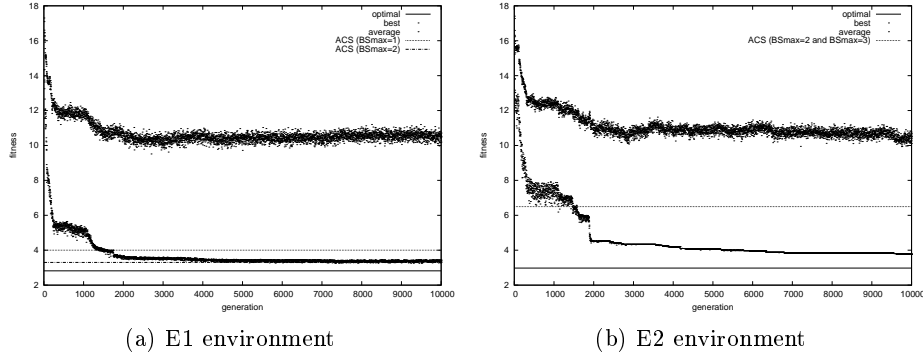 18
16
14
12
10
8
6
4
2
fitness
0
1000
2000
3000
4000
5000
6000
7000
8000
9000
10000
generation
optimal
best
average
ACS (BSmax=1)
ACS (BSmax=2)
(a) E1 environment
18
16
14
12
10
8
6
4
2
fitness
0
1000
2000
3000
4000
5000
6000
7000
8000
9000
10000
generation
optimal
best
average
ACS (BSmax=2 and BSmax=3)
(b) E2 environment